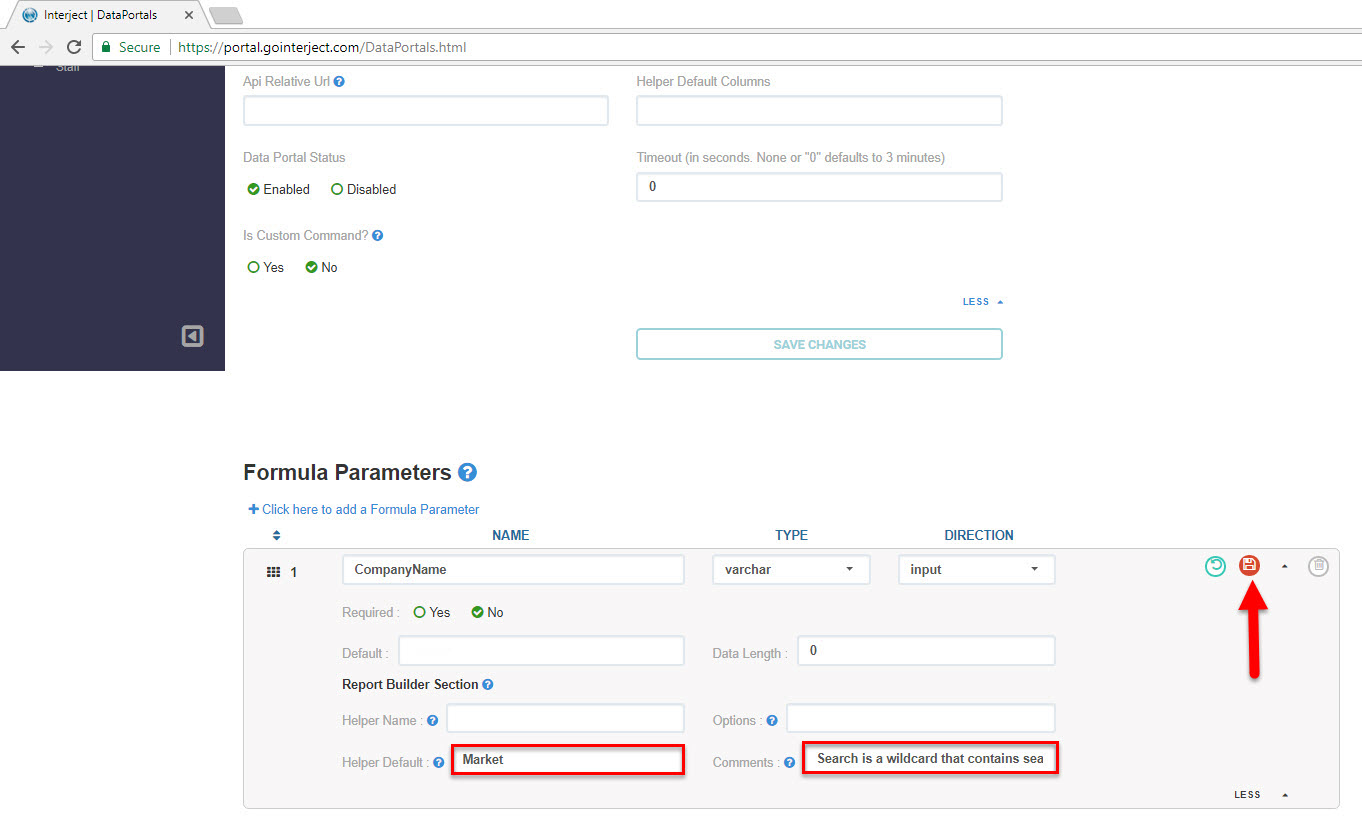 Interject | DataPortals
Secure https://portal.gointerject.com/DataPortals.html
Staff
Api Relative Url ?
Helper Default Columns
Data Portal Status
Timeout (in seconds. None or "0" defaults to 3 minutes)
Enabled Disabled
0
Is Custom Command? ?
Yes No
LESS
SAVE CHANGES
Formula Parameters ?
+ Click here to add a Formula Parameter
NAME TYPE DIRECTION
1 CompanyName varchar input
Required : Yes No
Default : Data Length : 0
Report Builder Section ?
Helper Name : ? Options : ?
Helper Default : ? Market Comments : ? Search is a wildcard that contains sea
LESS